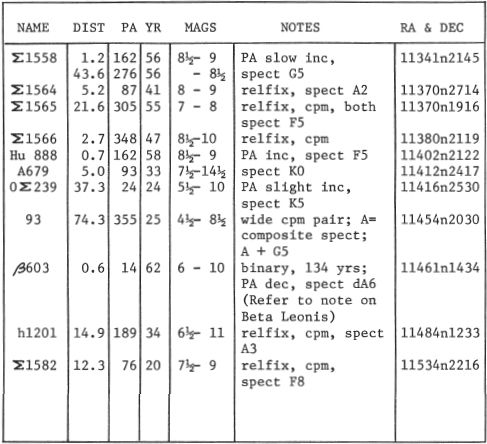 NAME DIST PA YR MAGS NOTES RA & DEC
Σ1558 1.2 162 56 8½- 9 PA slow inc, 11341n2145
43.6 276 56 - 8½ spect G5
Σ1564 5.2 87 41 8 - 9 relfix, spect A2 11370n2714
Σ1565 21.6 305 55 7 - 8 relfix, cpm, both 11370n1916
spect F5
Σ1566 2.7 348 47 8½-10 relfix, cpm 11380n2119
Hu 888 0.7 162 58 8½- 9 PA inc, spect F5 11402n2122
A679 5.0 93 33 7½-14½ spect K0 11412n2417
OΣ239 37.3 24 24 5½- 10 PA slight inc, 11416n2530
spect K5
93 74.3 355 25 4½- 8½ wide cpm pair; A= 11454n2030
composite spect;
A + G5
β603 0.6 14 62 6 - 10 binary, 134 yrs; 11461n1434
PA dec, spect dA6
(Refer to note on
Beta Leonis)
h1201 14.9 189 34 6½- 11 relfix, cpm, spect 11484n1233
A3
Σ1582 12.3 76 20 7½- 9 relfix, cpm, 11534n2216
spect F8